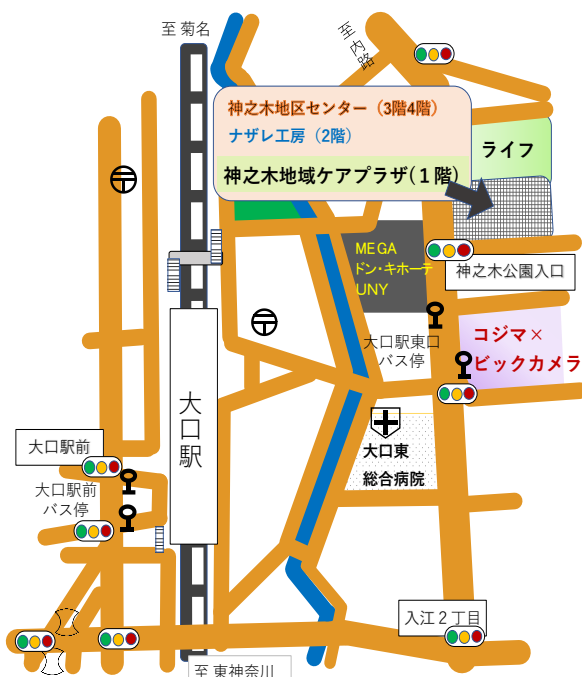 至 菊名
至内路
神之木地区センター（3階4階）
ナザレ工房（2階）
神之木地域ケアプラザ(１階)
ライフ
MEGA
ドン・キホーテ
UNY
神之木公園入口
大口駅東口
バス停
コジマ×
ビックカメラ
大口駅
大口駅前
大口駅前
バス停
大口東
総合病院
入江２丁目
至 東神奈川